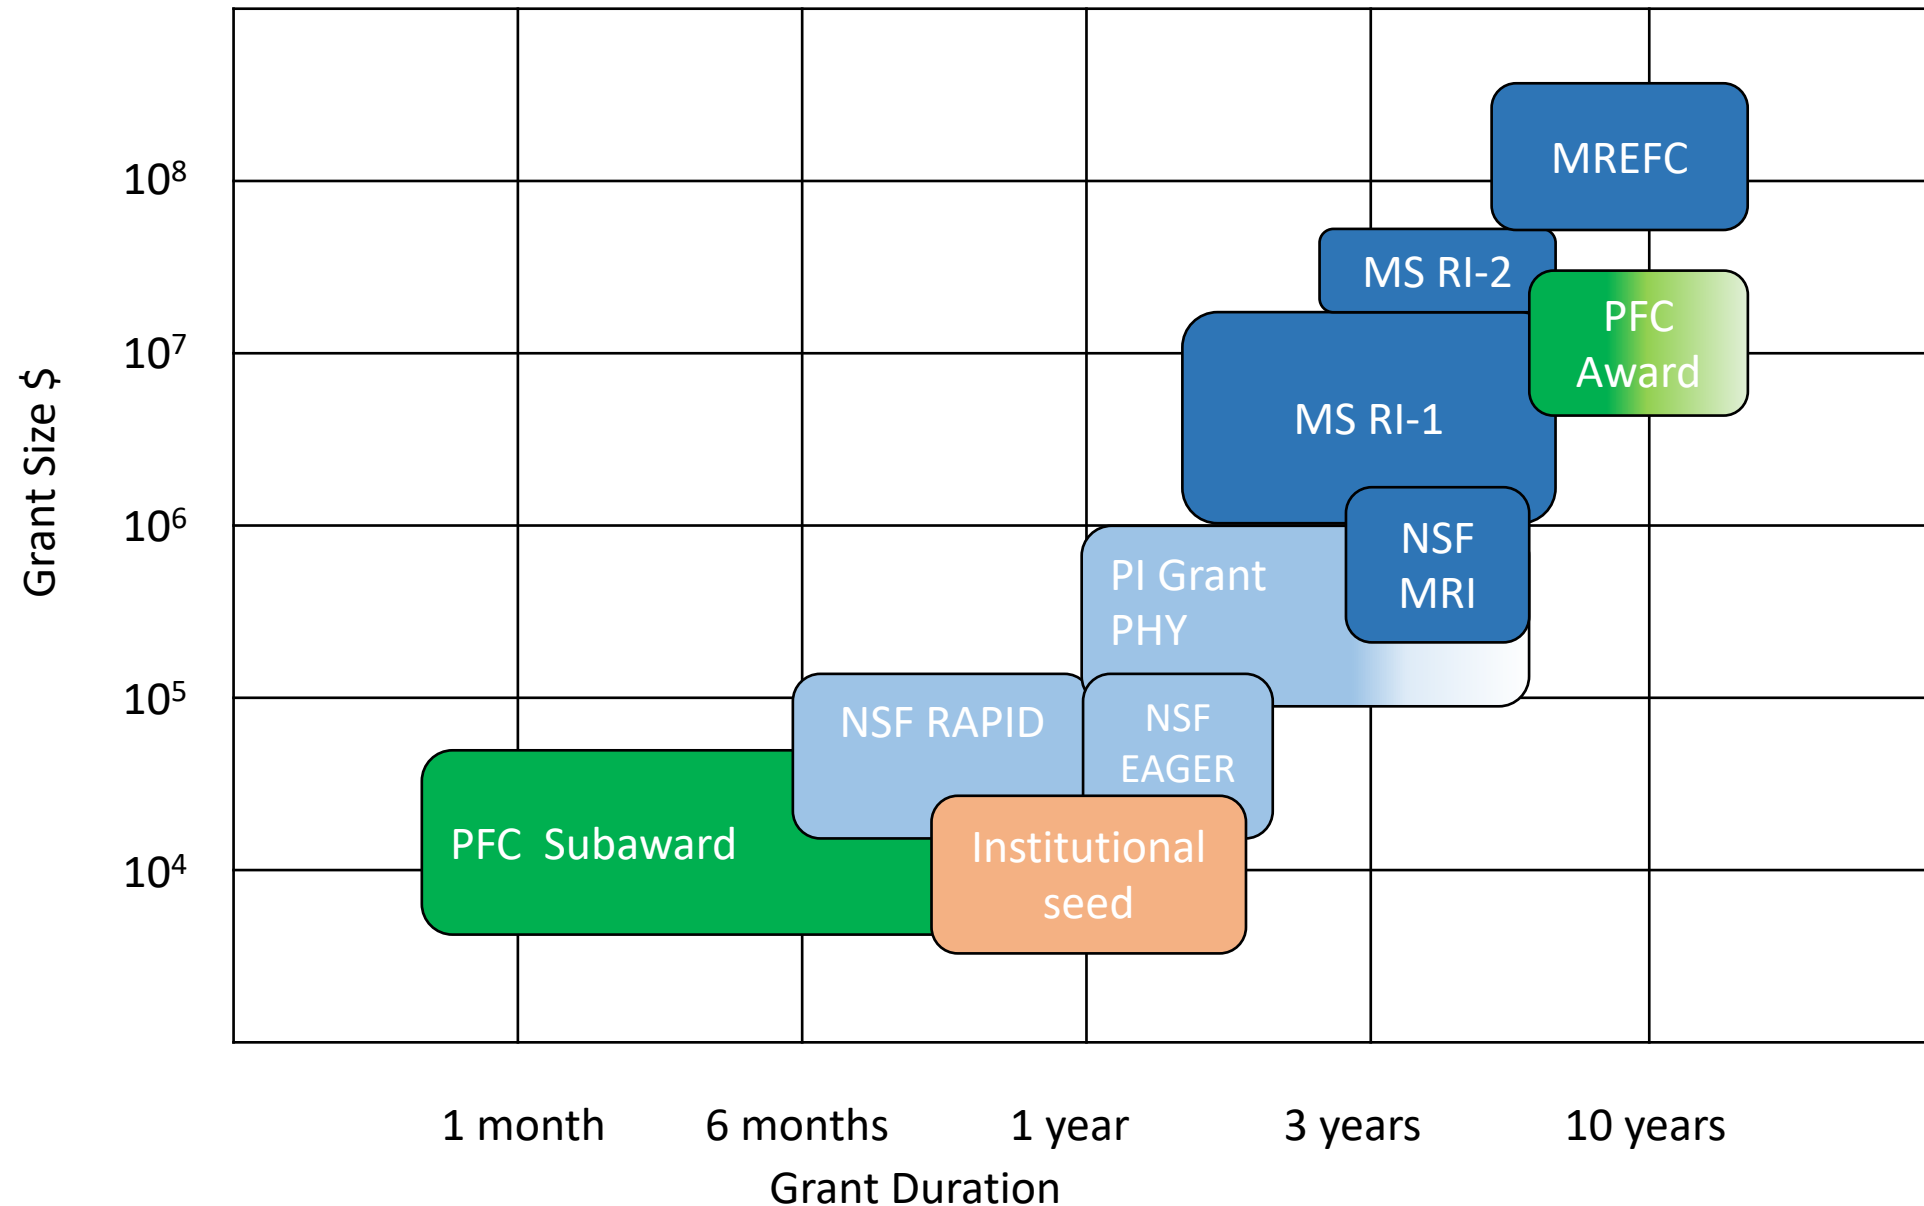 Grant Size $
10⁸
10⁷
10⁶
10⁵
10⁴
MREFC
MS RI-2
PFC
Award
MS RI-1
NSF
MRI
PI Grant
PHY
NSF RAPID
NSF
EAGER
PFC  Subaward
Institutional
seed
1 month
6 months
1 year
3 years
10 years
Grant Duration